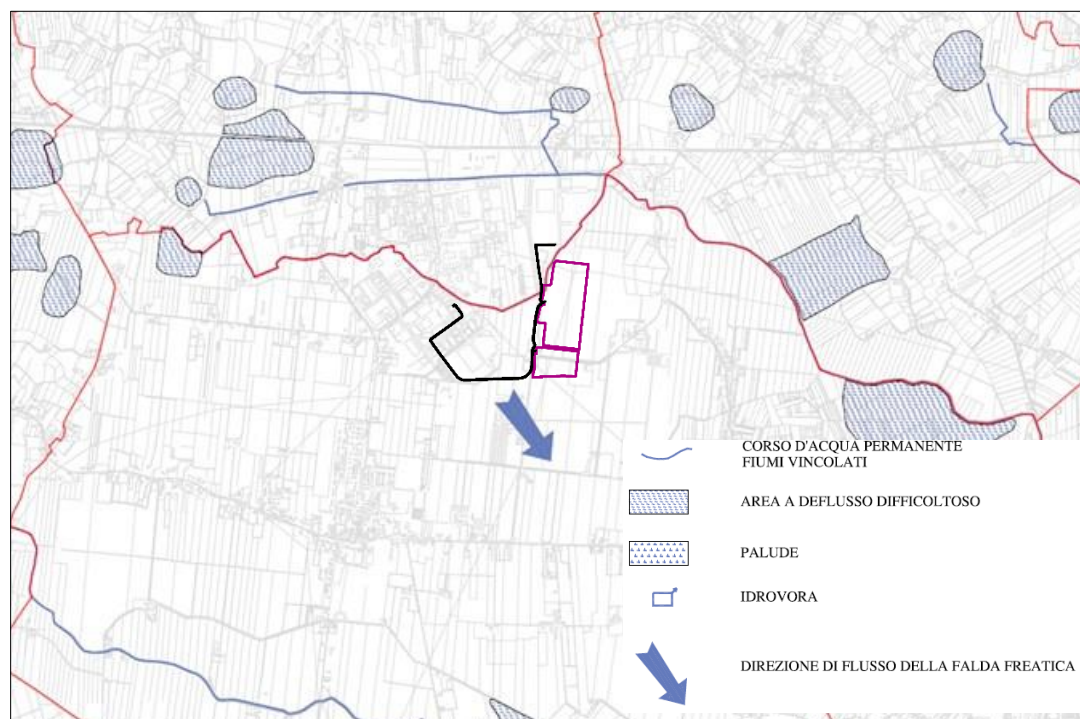 CORSO D'ACQUA PERMANENTE
FIUMI VINCOLATI
AREA A DEFLUSSO DIFFICOLTOSO
PALUDE
IDROVORA
DIREZIONE DI FLUSSO DELLA FALDA FREATICA